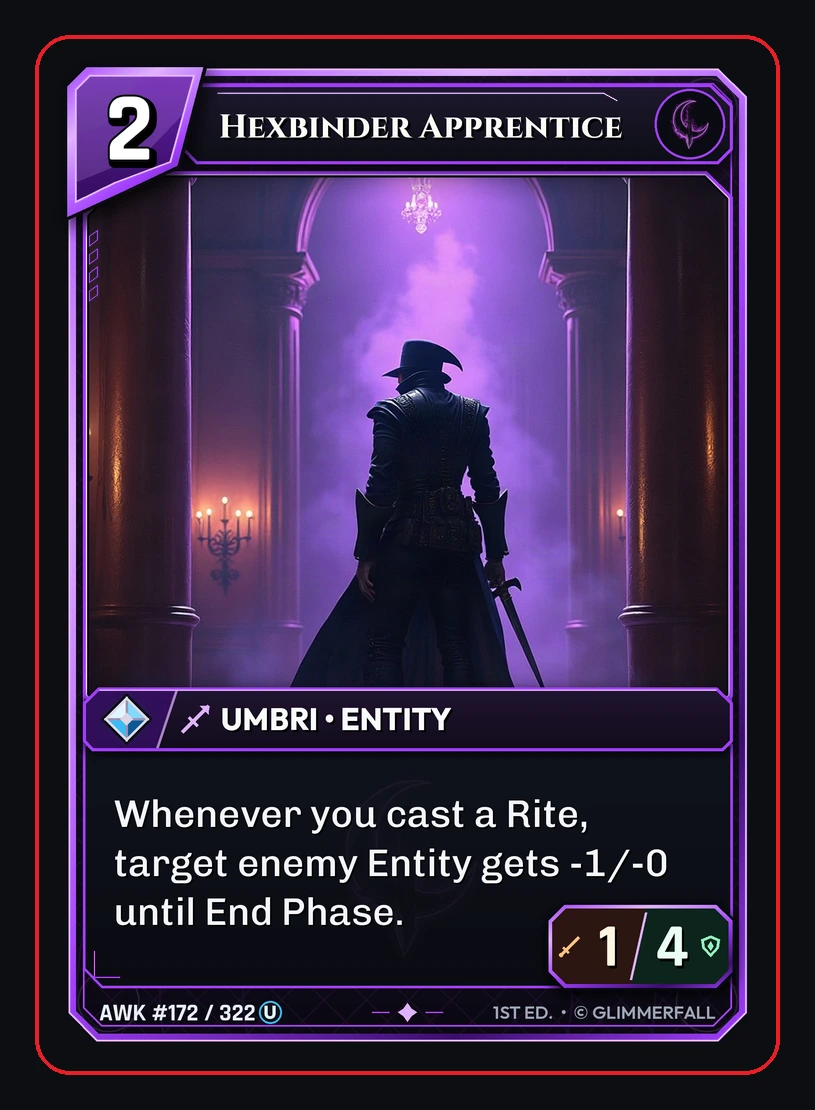 2
HEXBINDER APPRENTICE
UMBRI • ENTITY
Whenever you cast a Rite,
target enemy Entity gets -1/-0
until End Phase.
1 / 4
AWK #172 / 322 U
1ST ED. • © GLIMMERFALL